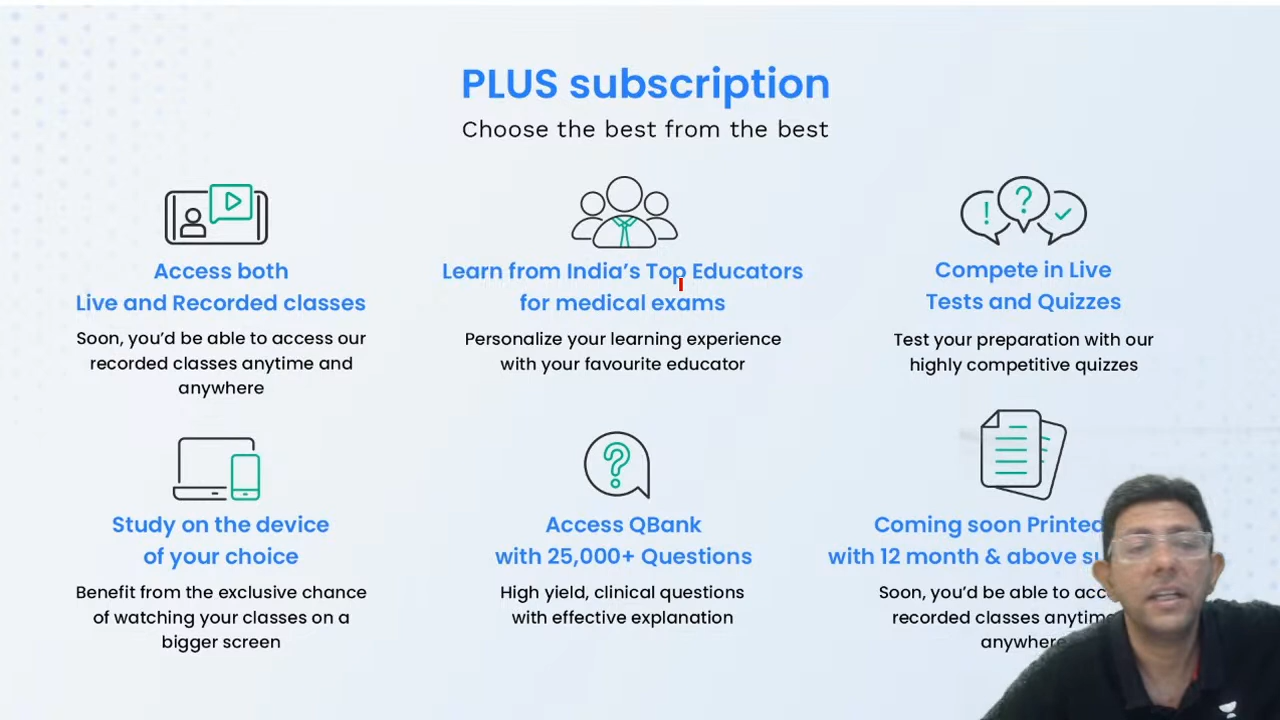 PLUS subscription
Choose the best from the best
Access both
Live and Recorded classes
Soon, you'd be able to access our
recorded classes anytime and
anywhere
Learn from India's Top Educators
for medical exams
Personalize your learning experience
with your favourite educator
Compete in Live
Tests and Quizzes
Test your preparation with our
highly competitive quizzes
Study on the device
of your choice
Benefit from the exclusive chance
of watching your classes on a
bigger screen
Access QBank
with 25,000+ Questions
High yield, clinical questions
with effective explanation
Coming soon Printed
with 12 month & above
Soon, you'd be able to
recorded classes
anywhere